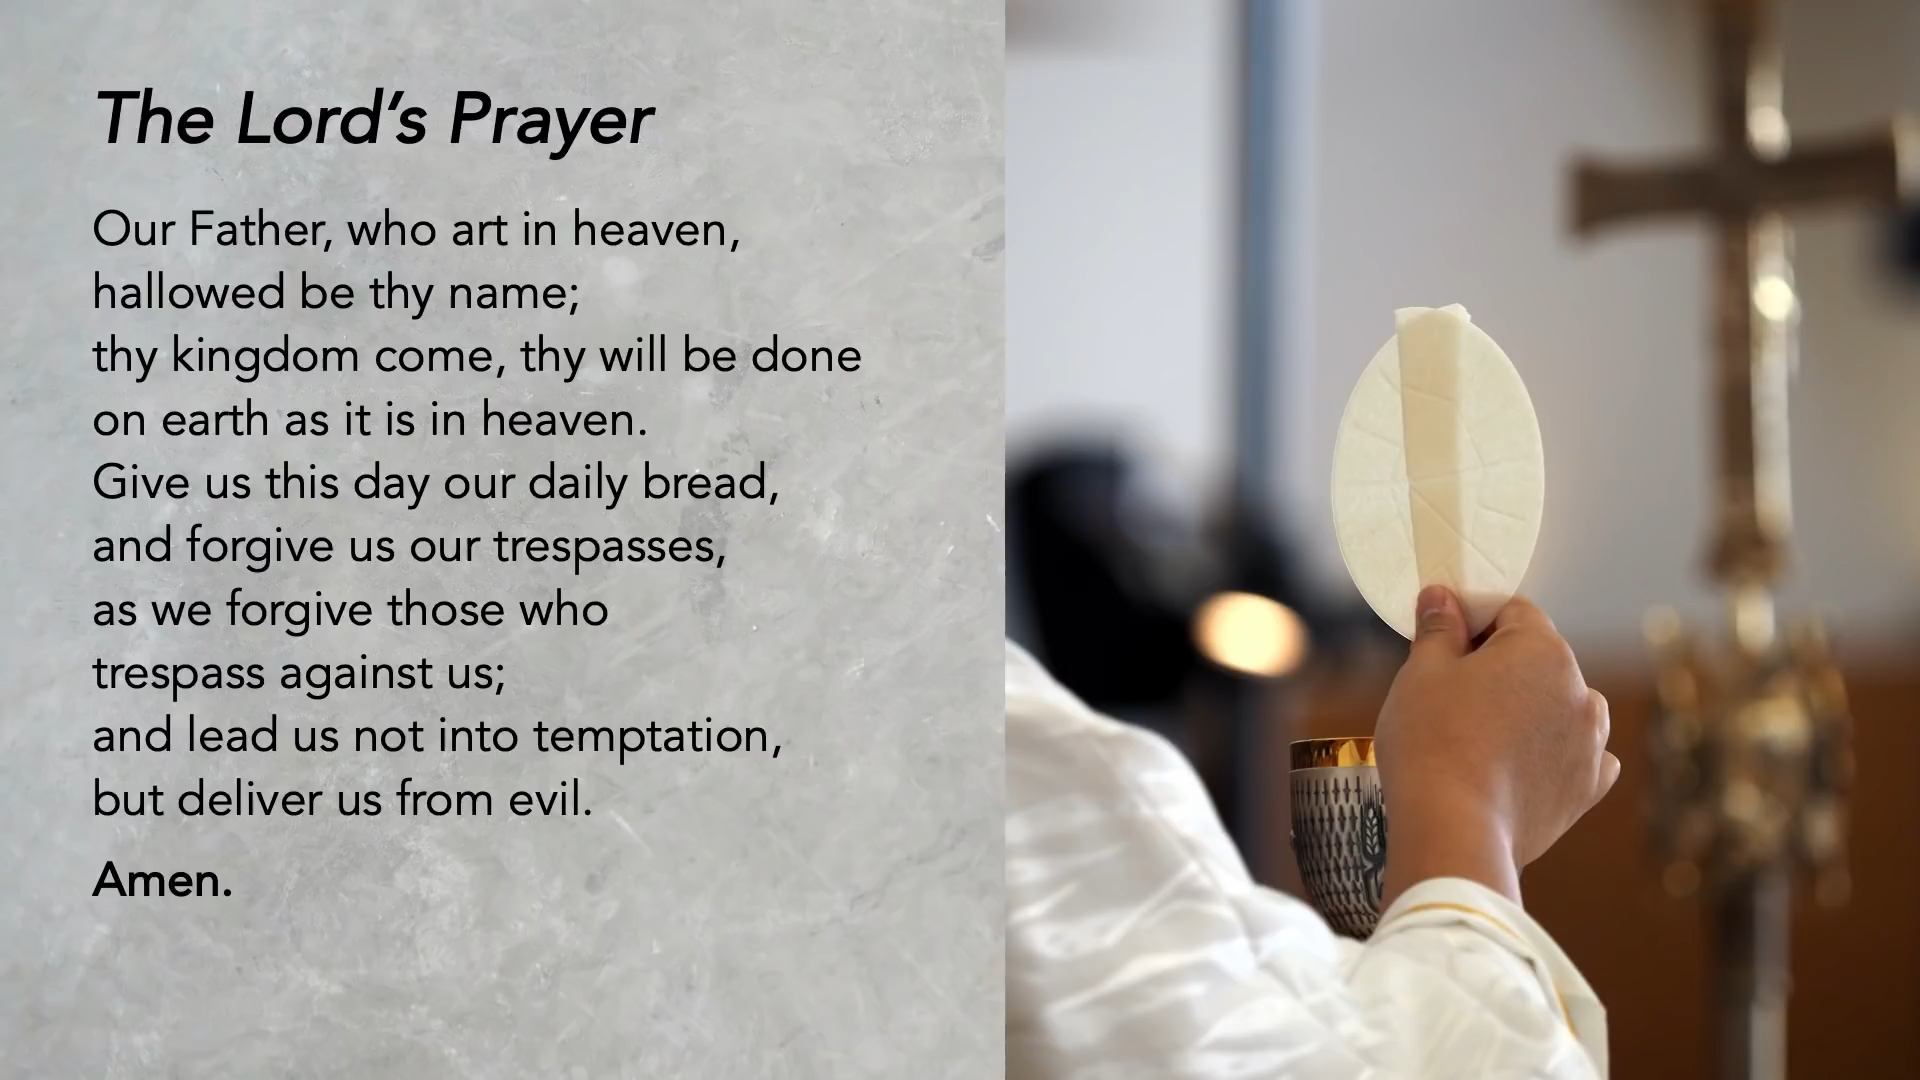 The Lord’s Prayer
Our Father, who art in heaven,
hallowed be thy name;
thy kingdom come, thy will be done
on earth as it is in heaven.
Give us this day our daily bread,
and forgive us our trespasses,
as we forgive those who
trespass against us;
and lead us not into temptation,
but deliver us from evil.
Amen.